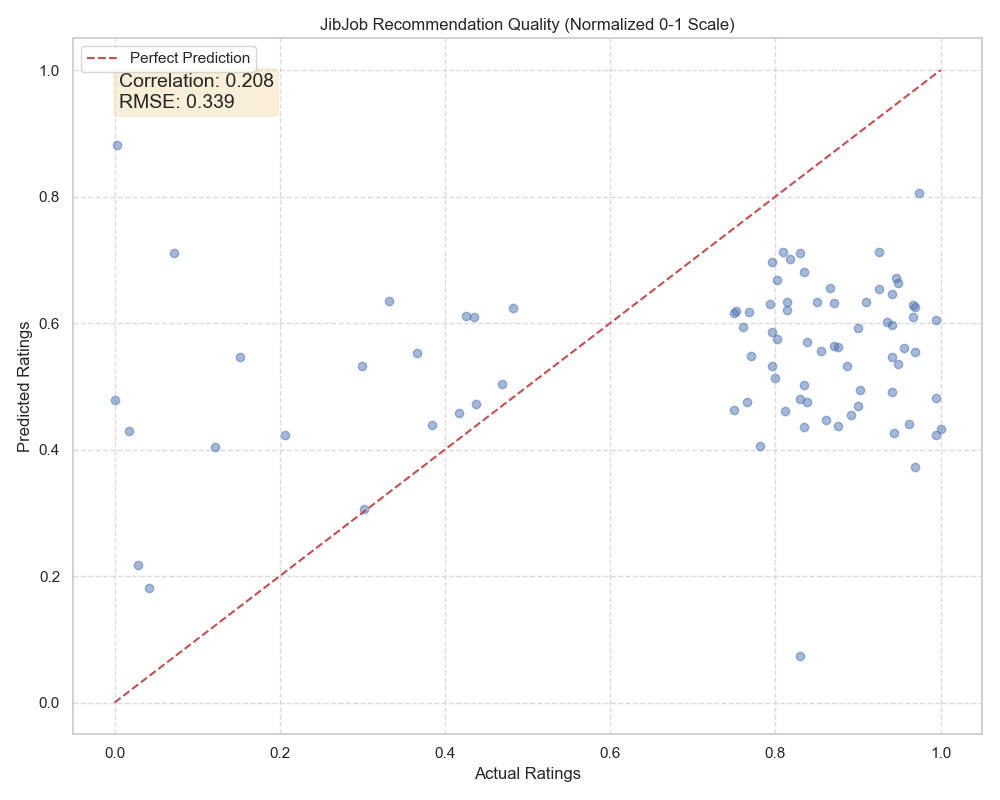 JibJob Recommendation Quality (Normalized 0-1 Scale)
Perfect Prediction
Correlation: 0.208
RMSE: 0.339
1.0
0.8
0.6
0.4
0.2
0.0
Predicted Ratings
0.0 0.2 0.4 0.6 0.8 1.0
Actual Ratings